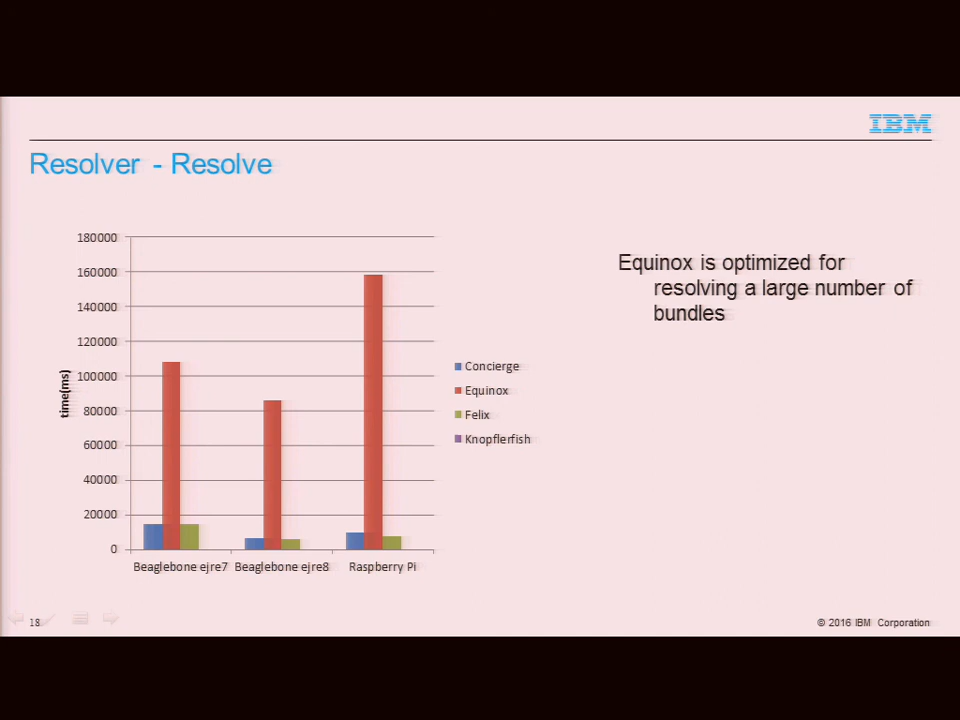 IBM
Resolver - Resolve
180000
160000
140000
120000
100000
80000
60000
40000
20000
0
time(ms)
Beaglebone ejre7
Beaglebone ejre8
Raspberry Pi
Concierge
Equinox
Felix
Knopflerfish
Equinox is optimized for
resolving a large number of
bundles
18
© 2016 IBM Corporation